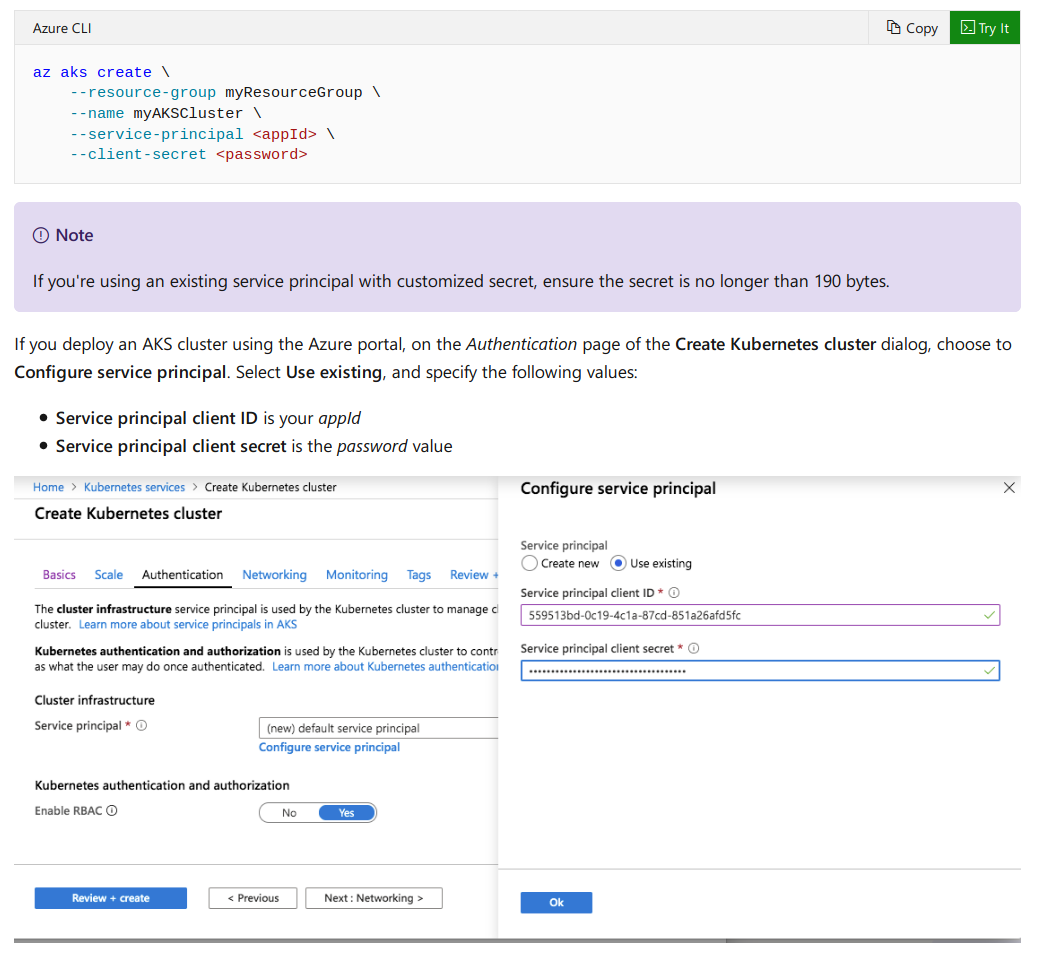 Azure CLI
Copy
Try It
az aks create \
    --resource-group myResourceGroup \
    --name myAKSCluster \
    --service-principal <appId> \
    --client-secret <password>
Note
If you're using an existing service principal with customized secret, ensure the secret is no longer than 190 bytes.
If you deploy an AKS cluster using the Azure portal, on the Authentication page of the Create Kubernetes cluster dialog, choose to
Configure service principal. Select Use existing, and specify the following values:
• Service principal client ID is your appId
• Service principal client secret is the password value
Home > Kubernetes services > Create Kubernetes cluster
Create Kubernetes cluster
Basics Scale Authentication Networking Monitoring Tags Review +
The cluster infrastructure service principal is used by the Kubernetes cluster to manage cl
cluster. Learn more about service principals in AKS
Kubernetes authentication and authorization is used by the Kubernetes cluster to contr
as what the user may do once authenticated. Learn more about Kubernetes authentication
Cluster infrastructure
Service principal *
(new) default service principal
Configure service principal
Kubernetes authentication and authorization
Enable RBAC
No Yes
Review + create
< Previous
Next : Networking >
Configure service principal
Service principal
Create new Use existing
Service principal client ID *
559513bd-0c19-4c1a-87cd-851a26afd5fc
Service principal client secret *
Ok